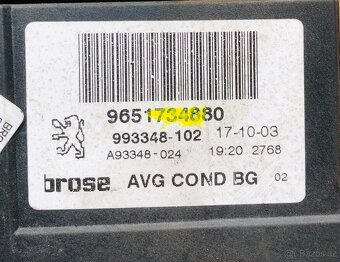 9651734880
993348-102 17-10-03
A93348-024 19:20 2768
brose AVG COND BG 02